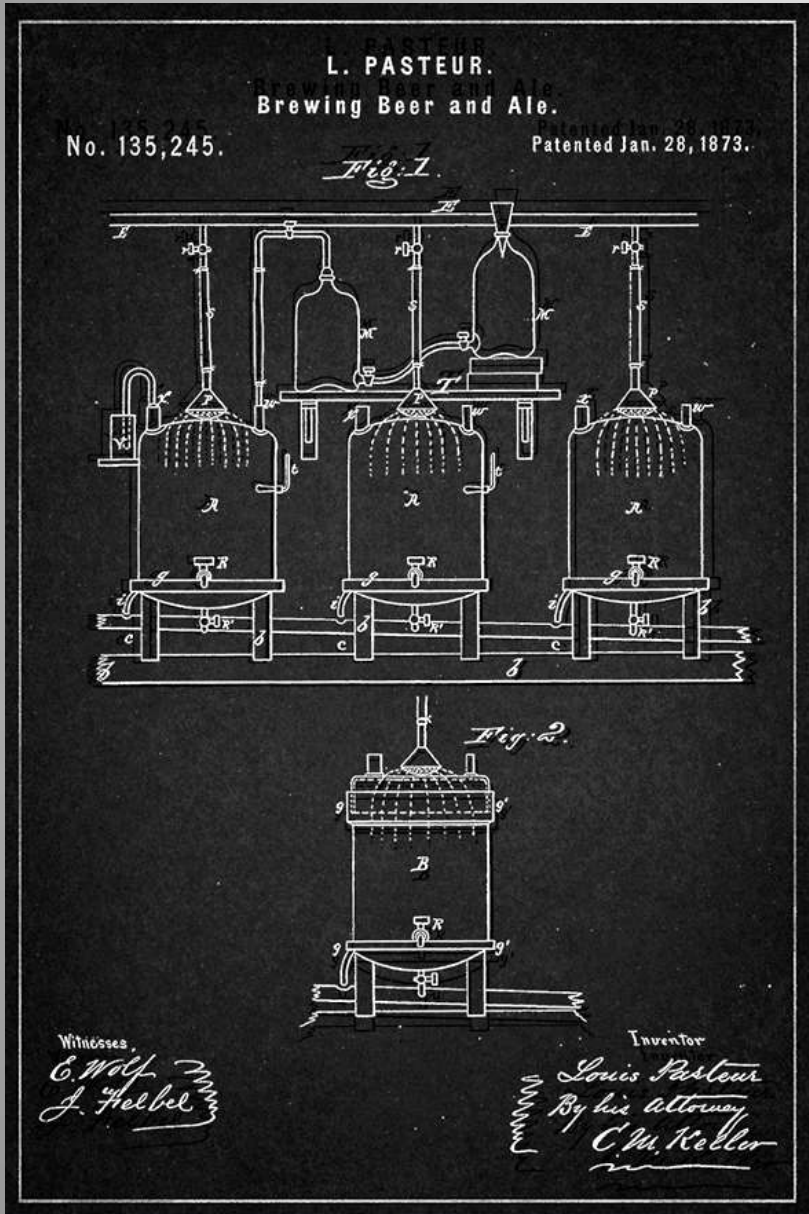 L. PASTEUR.
Brewing Beer and Ale.
No. 135,245.
Patented Jan. 28, 1873.
Fig. 1.
E
E E
r r r
s s s
M M
T
p p p
x w w w
V
t t
A A A
R R R
g g g
i i i
R' R' R'
c b c b c b
b b
Fig. 2.
g g'
B
R
g g'
Witnesses.
E. Wolf
J. Felbel
Inventor
Louis Pasteur
By his Attorney
C. M. Keller